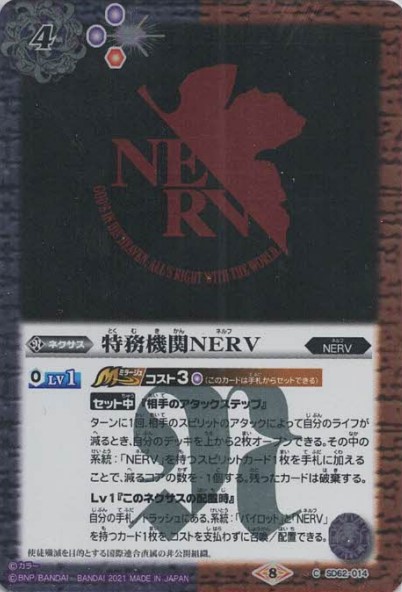 4
NERV
GOD'S IN HIS HEAVEN. ALL'S RIGHT WITH THE WORLD.
ネクサス
特務機関NERV
NERV
0 LV1
ミラージュ コスト3 (このカードは手札からセットできる)
セット中『相手のアタックステップ』
ターンに1回、相手のスピリットのアタックによって自分のライフが
減るとき、自分のデッキを上から2枚オープンできる。その中の
系統：「NERV」を持つスピリットカード1枚を手札に加える
ことで、減るコアの数を-1個する。残ったカードは破棄する。
Lv1『このネクサスの配置時』
自分の手札/トラッシュにある、系統：「パイロット」と「NERV」
を持つカード1枚を、コストを支払わずに召喚/配置できる。
使徒殲滅を目的とする国際連合直属の非公開組織。
©カラー
©BNP/BANDAI ©BANDAI 2021 MADE IN JAPAN
8
C SD62-014